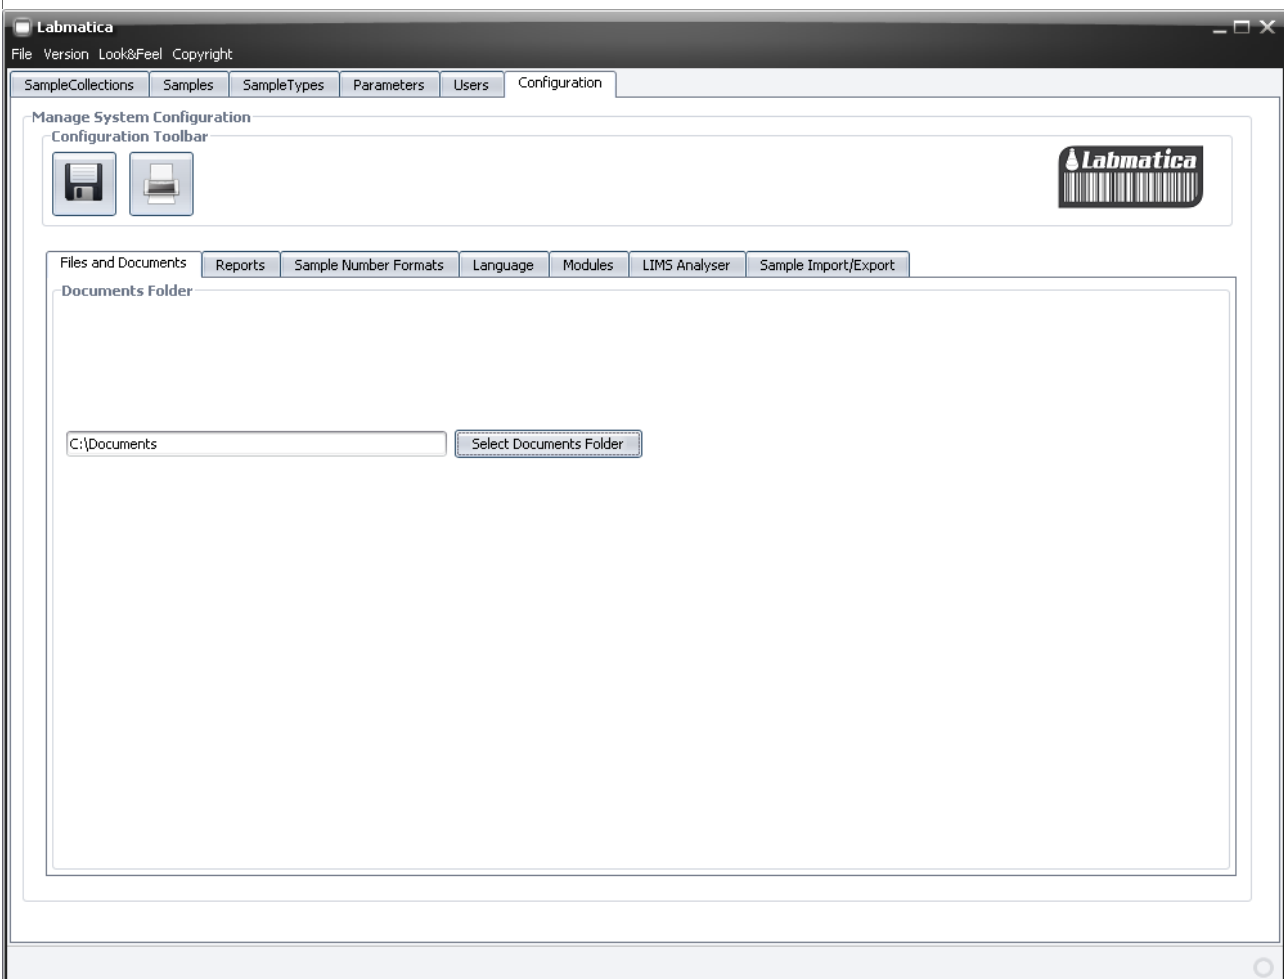 Labmatica
File Version Look&Feel Copyright
SampleCollections Samples SampleTypes Parameters Users Configuration
Manage System Configuration
Configuration Toolbar
Labmatica
Files and Documents Reports Sample Number Formats Language Modules LIMS Analyser Sample Import/Export
Documents Folder
C:\Documents Select Documents Folder